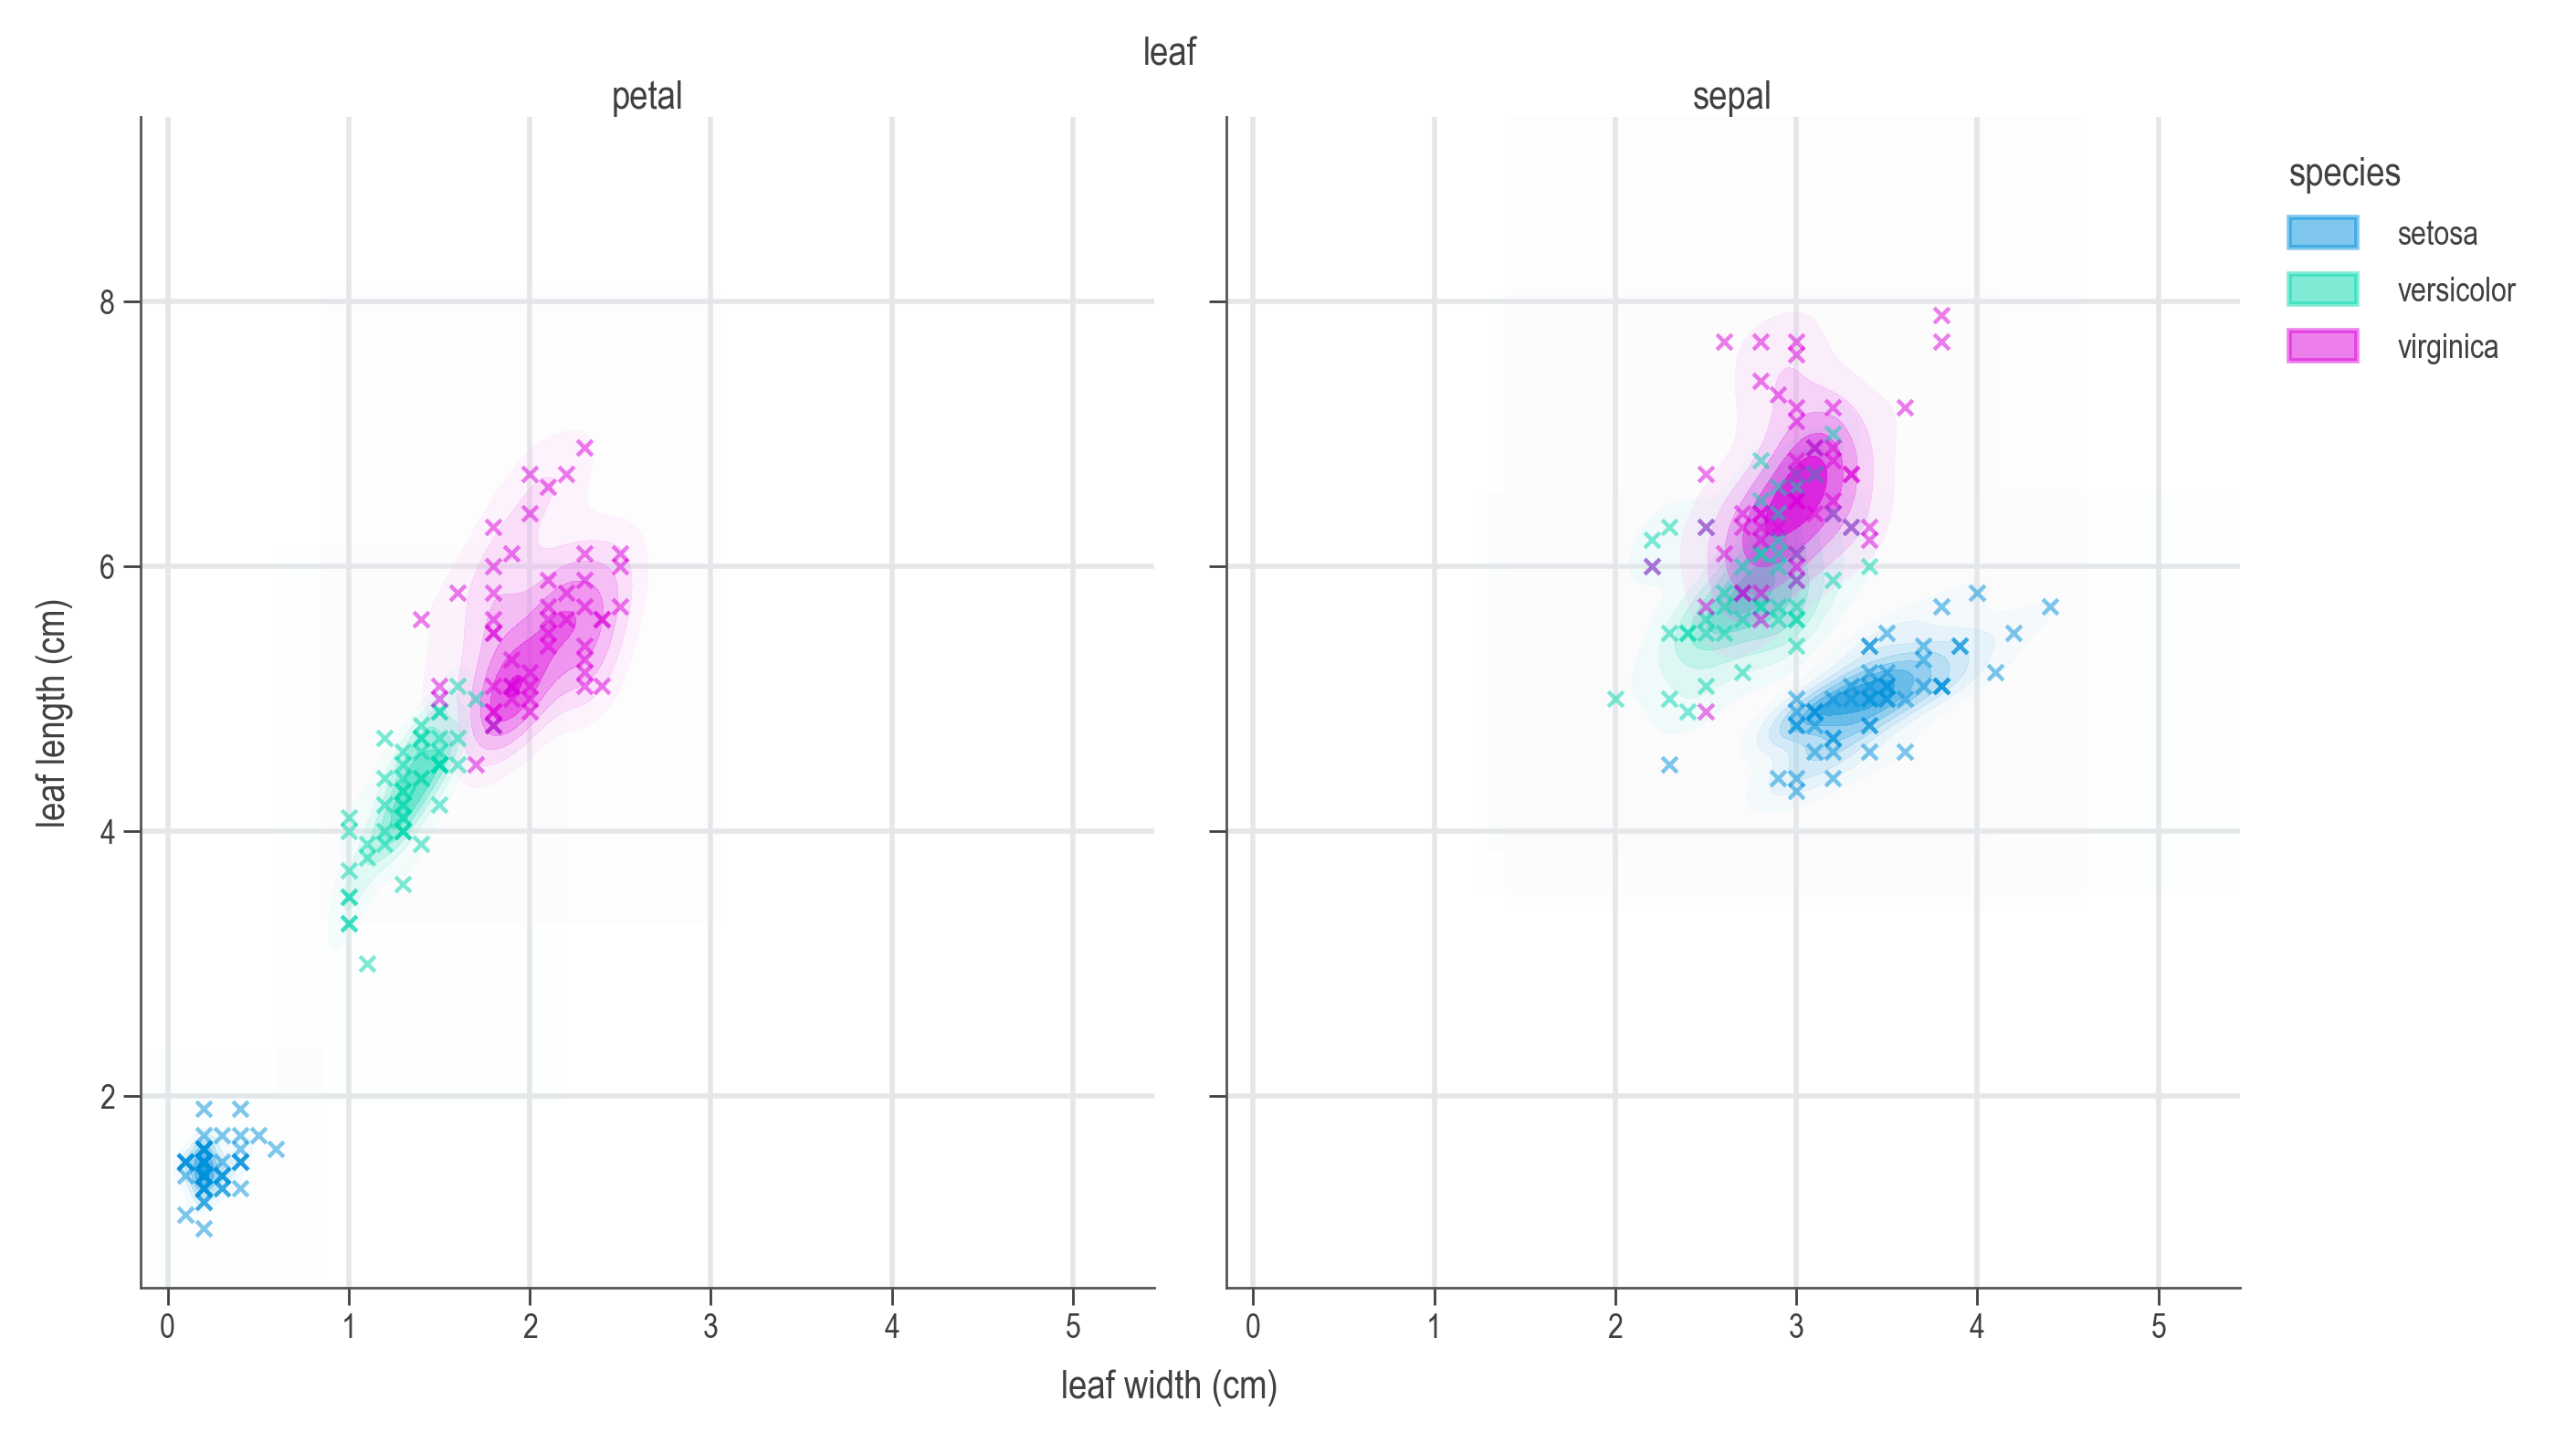 leaf
petal
sepal
species
setosa
versicolor
virginica
leaf length (cm)
8
6
4
2
0 1 2 3 4 5
0 1 2 3 4 5
leaf width (cm)